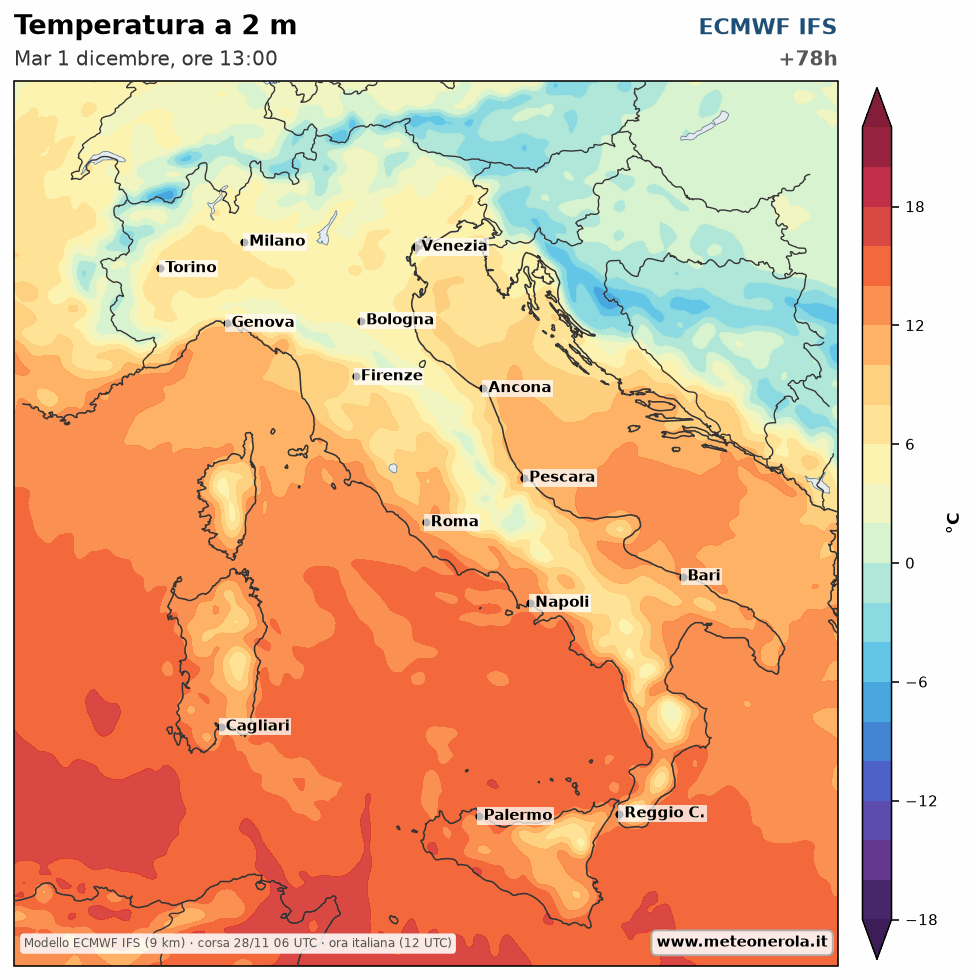 Temperatura a 2 m
ECMWF IFS
Mar 1 dicembre, ore 13:00
+78h
18
12
6
0
−6
−12
−18
°C
Milano
Venezia
Torino
Genova
Bologna
Firenze
Ancona
Pescara
Roma
Bari
Napoli
Cagliari
Palermo
Reggio C.
Modello ECMWF IFS (9 km) · corsa 28/11 06 UTC · ora italiana (12 UTC)
www.meteonerola.it